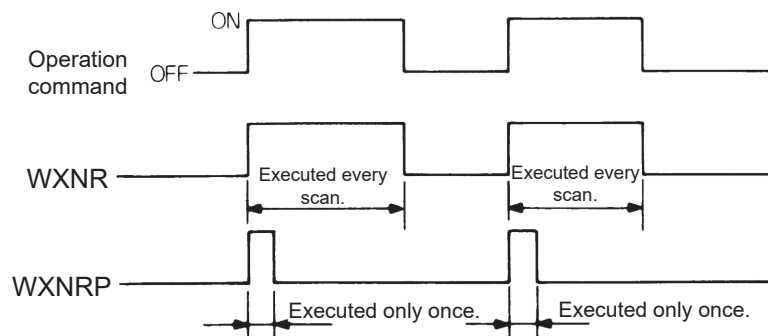 ON
Operation
command
OFF
WXNR
Executed every
scan.
Executed every
scan.
WXNRP
Executed only once.
Executed only once.